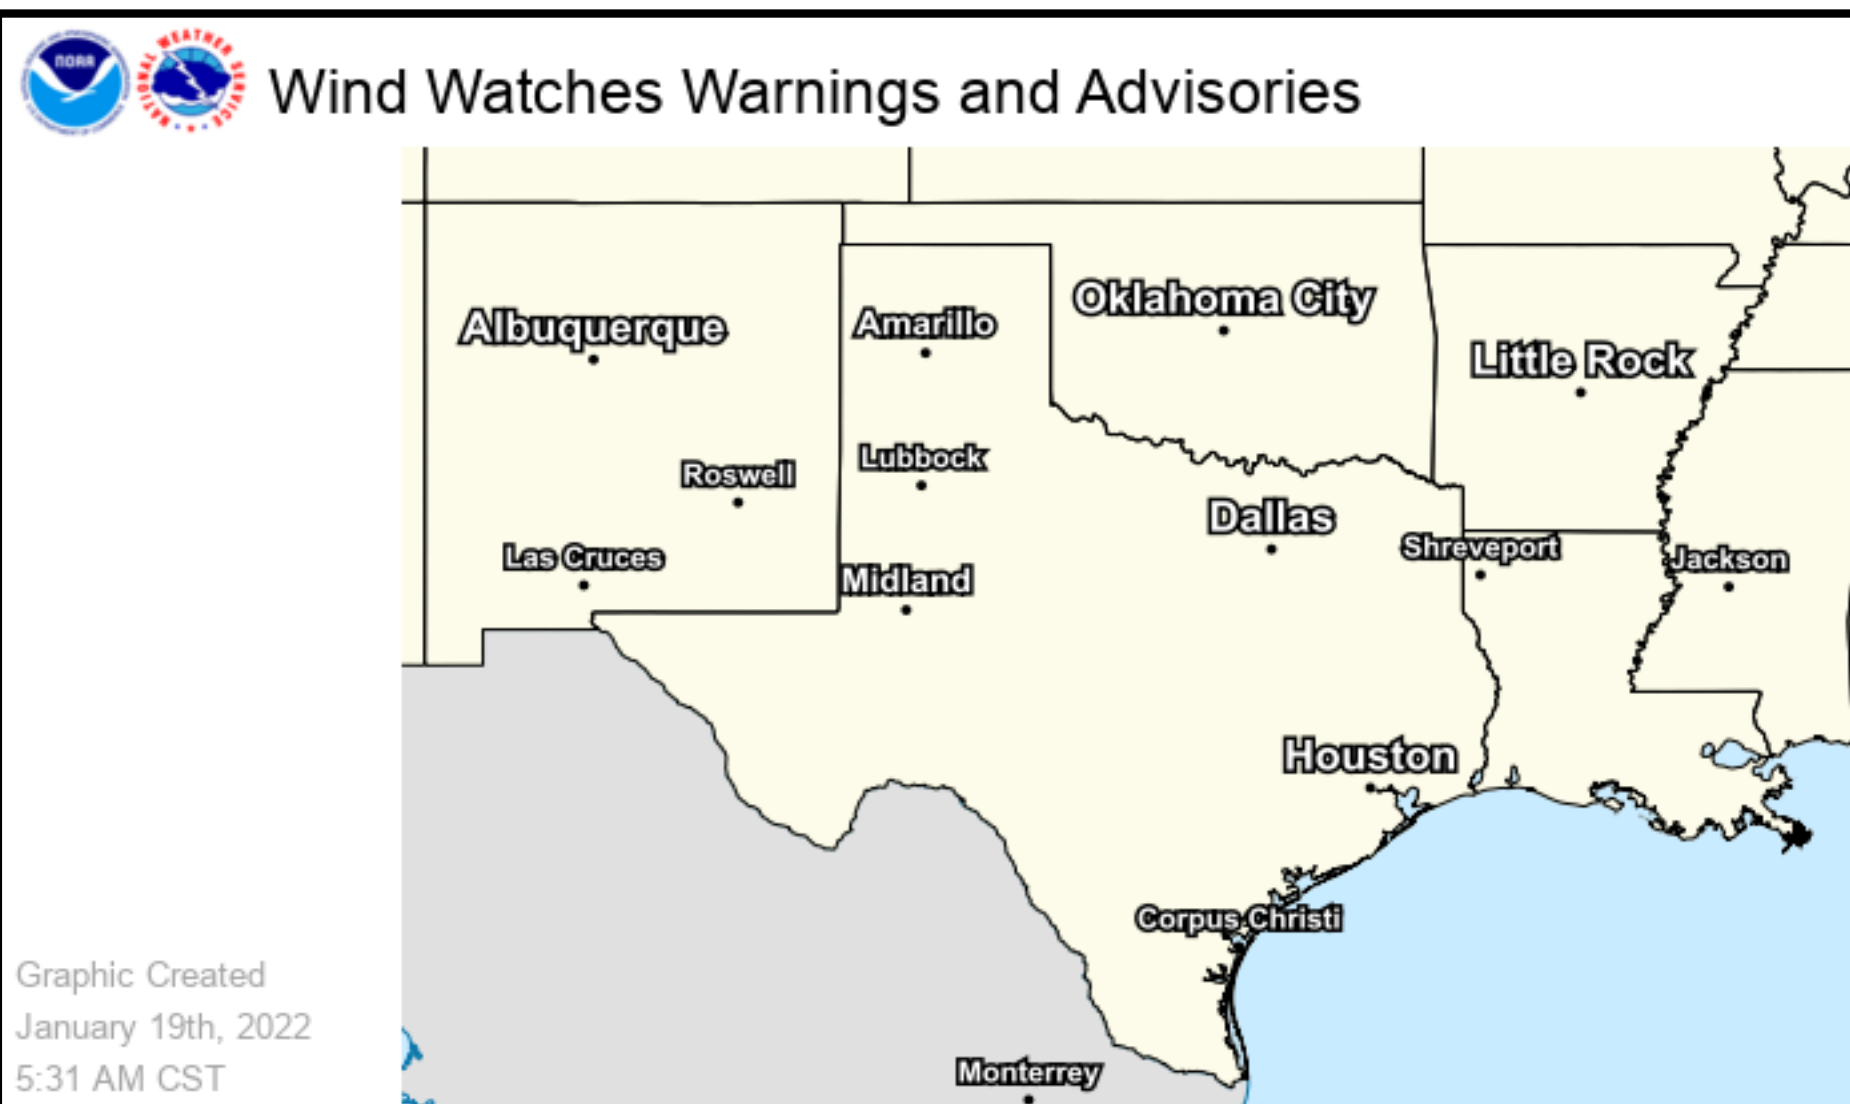 NOAA
NATIONAL WEATHER SERVICE
Wind Watches Warnings and Advisories
Oklahoma City
Albuquerque
Amarillo
Little Rock
Lubbock
Roswell
Dallas
Shreveport
Las Cruces
Jackson
Midland
Houston
Corpus Christi
Monterrey
Graphic Created
January 19th, 2022
5:31 AM CST